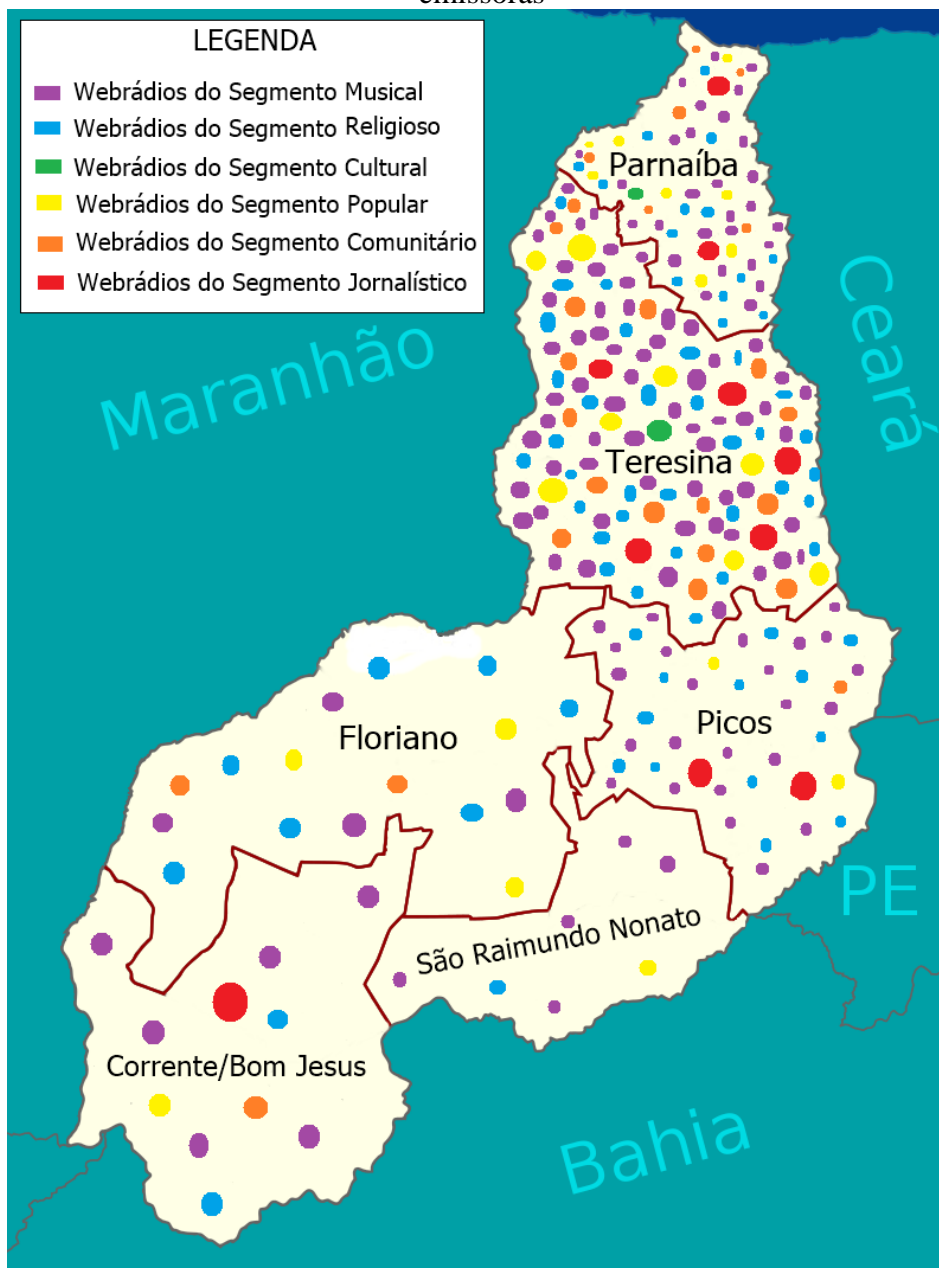 emissoras
LEGENDA
Webrádios do Segmento Musical
Webrádios do Segmento Religioso
Webrádios do Segmento Cultural
Webrádios do Segmento Popular
Webrádios do Segmento Comunitário
Webrádios do Segmento Jornalístico
Parnaíba
Ceará
Maranhão
Teresina
Picos
Floriano
PE
São Raimundo Nonato
Corrente/Bom Jesus
Bahia